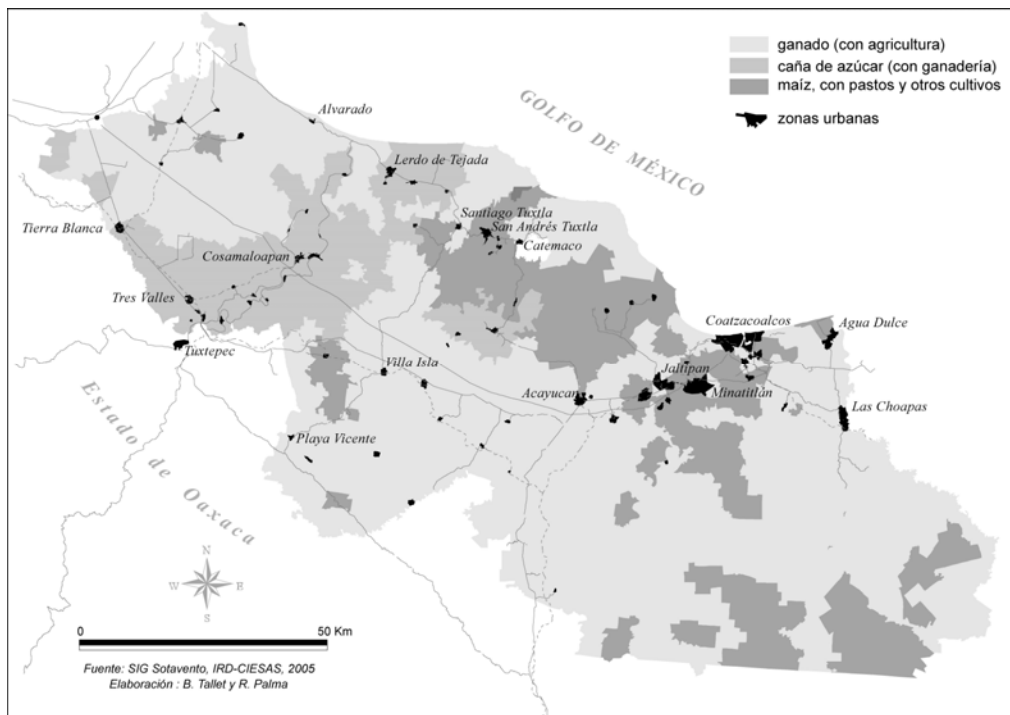 ganado (con agricultura)
caña de azúcar (con ganadería)
maíz, con pastos y otros cultivos
zonas urbanas
GOLFO DE MÉXICO
Alvarado
Lerdo de Tejada
Santiago Tuxtla
San Andrés Tuxtla
Catemaco
Tierra Blanca
Cosamaloapan
Tres Valles
Tuxtepec
Villa Isla
Coatzacoalcos
Agua Dulce
Jaltipan
Acayucan
Minatitlán
Las Choapas
Playa Vicente
Estado de Oaxaca
N
W E
S
0 50 Km
Fuente: SIG Sotavento, IRD-CIESAS, 2005
Elaboración : B. Tallet y R. Palma